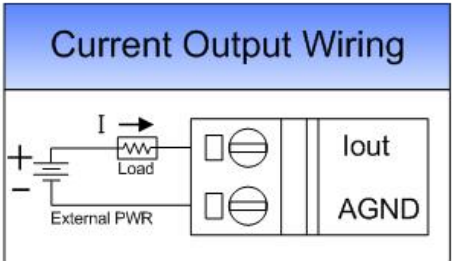 Current Output Wiring
I
+
Load
Iout
−
External PWR
AGND